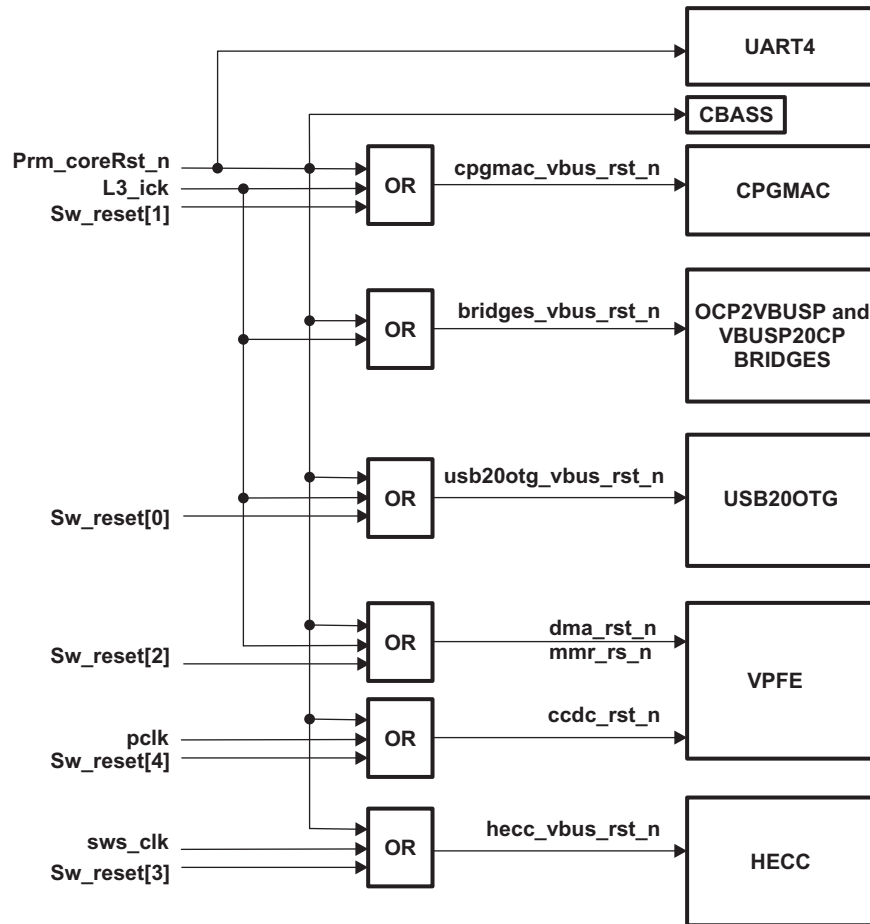 UART4
CBASS
Prm_coreRst_n
L3_ick
Sw_reset[1]
OR
cpgmac_vbus_rst_n
CPGMAC
OR
bridges_vbus_rst_n
OCP2VBUSP and
VBUSP20CP
BRIDGES
Sw_reset[0]
OR
usb20otg_vbus_rst_n
USB20OTG
Sw_reset[2]
OR
dma_rst_n
mmr_rs_n
VPFE
pclk
Sw_reset[4]
OR
ccdc_rst_n
sws_clk
Sw_reset[3]
OR
hecc_vbus_rst_n
HECC